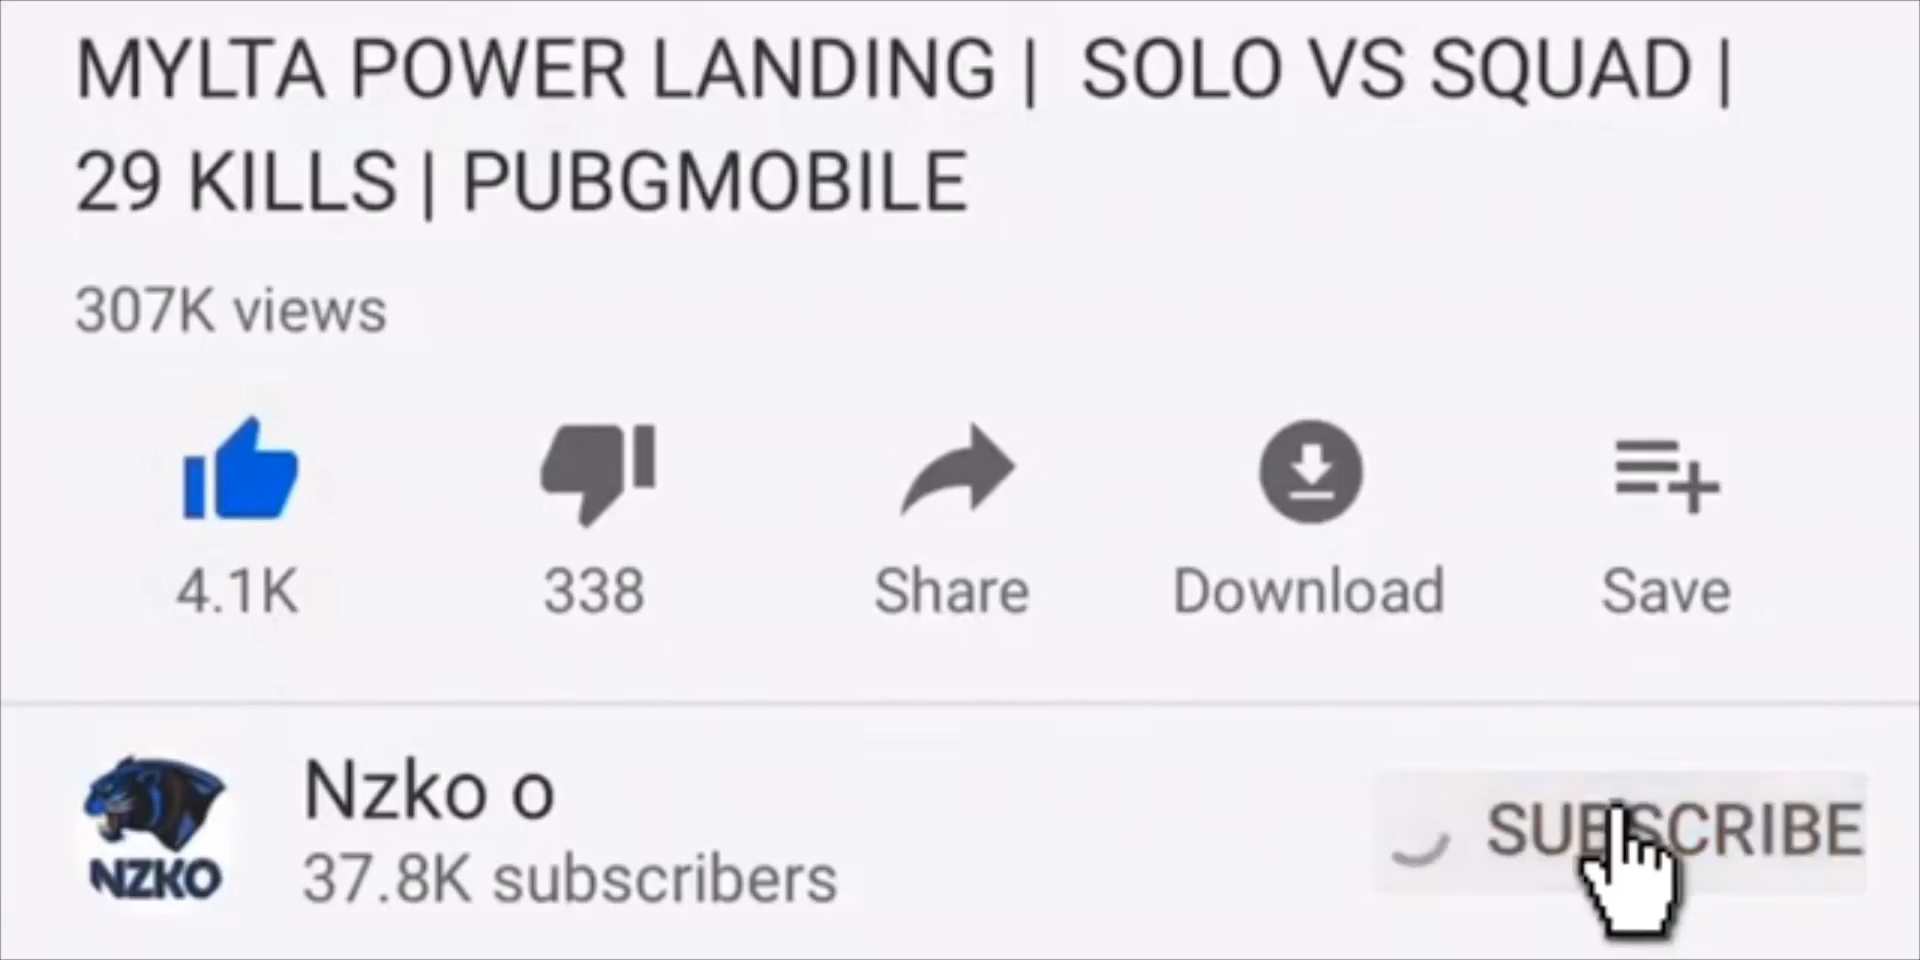 MYLTA POWER LANDING | SOLO VS SQUAD |
29 KILLS | PUBGMOBILE
307K views
4.1K 338 Share Download Save
Nzko o
NZKO
37.8K subscribers
SUBSCRIBE